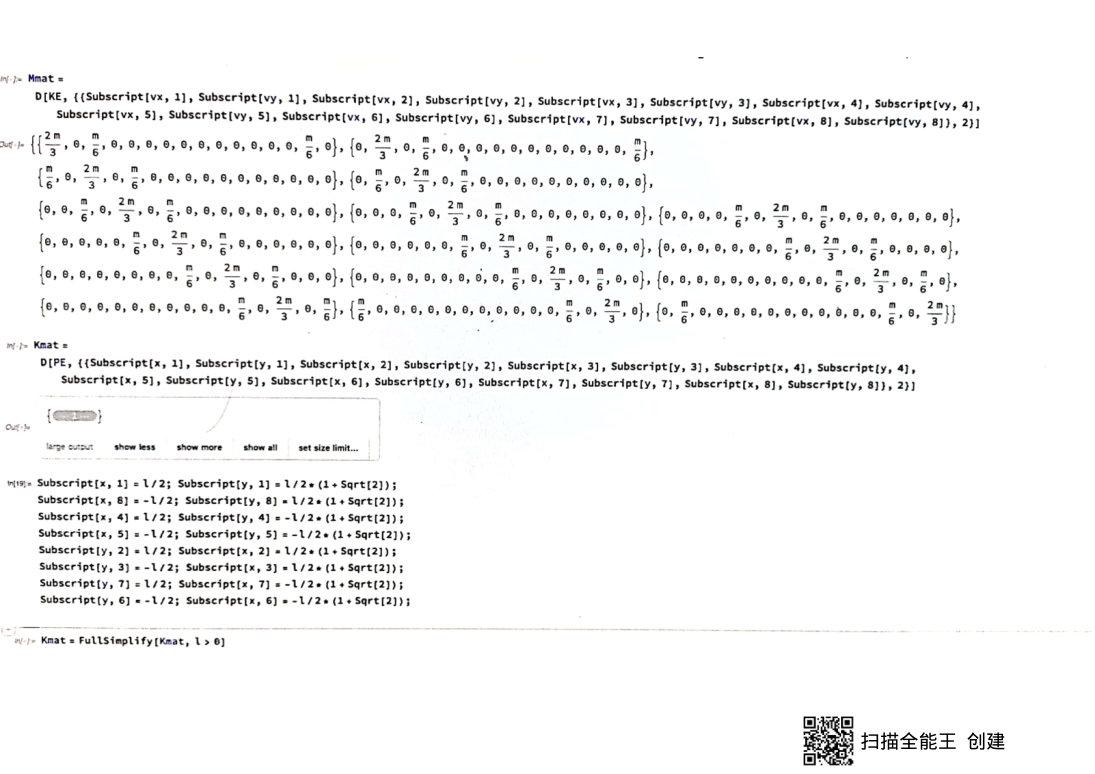 In[-]:= Mmat =
D[KE, {{Subscript[vx, 1], Subscript[vy, 1], Subscript[vx, 2], Subscript[vy, 2], Subscript[vx, 3], Subscript[vy, 3], Subscript[vx, 4], Subscript[vy, 4],
Subscript[vx, 5], Subscript[vy, 5], Subscript[vx, 6], Subscript[vy, 6], Subscript[vx, 7], Subscript[vy, 7], Subscript[vx, 8], Subscript[vy, 8]}, 2}]
Out[-]= {{2m/3, 0, m/6, 0, 0, 0, 0, 0, 0, 0, 0, 0, 0, 0, m/6, 0}, {0, 2m/3, 0, m/6, 0, 0, 0, 0, 0, 0, 0, 0, 0, 0, 0, m/6},
{m/6, 0, 2m/3, 0, m/6, 0, 0, 0, 0, 0, 0, 0, 0, 0, 0, 0}, {0, m/6, 0, 2m/3, 0, m/6, 0, 0, 0, 0, 0, 0, 0, 0, 0, 0},
{0, 0, m/6, 0, 2m/3, 0, m/6, 0, 0, 0, 0, 0, 0, 0, 0, 0}, {0, 0, 0, m/6, 0, 2m/3, 0, m/6, 0, 0, 0, 0, 0, 0, 0, 0}, {0, 0, 0, 0, m/6, 0, 2m/3, 0, m/6, 0, 0, 0, 0, 0, 0, 0},
{0, 0, 0, 0, 0, m/6, 0, 2m/3, 0, m/6, 0, 0, 0, 0, 0, 0}, {0, 0, 0, 0, 0, 0, m/6, 0, 2m/3, 0, m/6, 0, 0, 0, 0, 0}, {0, 0, 0, 0, 0, 0, 0, m/6, 0, 2m/3, 0, m/6, 0, 0, 0, 0},
{0, 0, 0, 0, 0, 0, 0, 0, m/6, 0, 2m/3, 0, m/6, 0, 0, 0}, {0, 0, 0, 0, 0, 0, 0, 0, 0, m/6, 0, 2m/3, 0, m/6, 0, 0}, {0, 0, 0, 0, 0, 0, 0, 0, 0, 0, m/6, 0, 2m/3, 0, m/6, 0},
{0, 0, 0, 0, 0, 0, 0, 0, 0, 0, 0, m/6, 0, 2m/3, 0, m/6}, {m/6, 0, 0, 0, 0, 0, 0, 0, 0, 0, 0, 0, m/6, 0, 2m/3, 0}, {0, m/6, 0, 0, 0, 0, 0, 0, 0, 0, 0, 0, 0, m/6, 0, 2m/3}}
In[-]:= Kmat =
D[PE, {{Subscript[x, 1], Subscript[y, 1], Subscript[x, 2], Subscript[y, 2], Subscript[x, 3], Subscript[y, 3], Subscript[x, 4], Subscript[y, 4],
Subscript[x, 5], Subscript[y, 5], Subscript[x, 6], Subscript[y, 6], Subscript[x, 7], Subscript[y, 7], Subscript[x, 8], Subscript[y, 8]}, 2}]
Out[-]= {... 1 ...}
large output show less show more show all set size limit...
In[19]:= Subscript[x, 1] = l/2; Subscript[y, 1] = l/2*(1+Sqrt[2]);
Subscript[x, 8] = -l/2; Subscript[y, 8] = l/2*(1+Sqrt[2]);
Subscript[x, 4] = l/2; Subscript[y, 4] = -l/2*(1+Sqrt[2]);
Subscript[x, 5] = -l/2; Subscript[y, 5] = -l/2*(1+Sqrt[2]);
Subscript[y, 2] = l/2; Subscript[x, 2] = l/2*(1+Sqrt[2]);
Subscript[y, 3] = -l/2; Subscript[x, 3] = l/2*(1+Sqrt[2]);
Subscript[y, 7] = l/2; Subscript[x, 7] = -l/2*(1+Sqrt[2]);
Subscript[y, 6] = -l/2; Subscript[x, 6] = -l/2*(1+Sqrt[2]);
In[-]:= Kmat = FullSimplify[Kmat, l > 0]
扫描全能王 创建